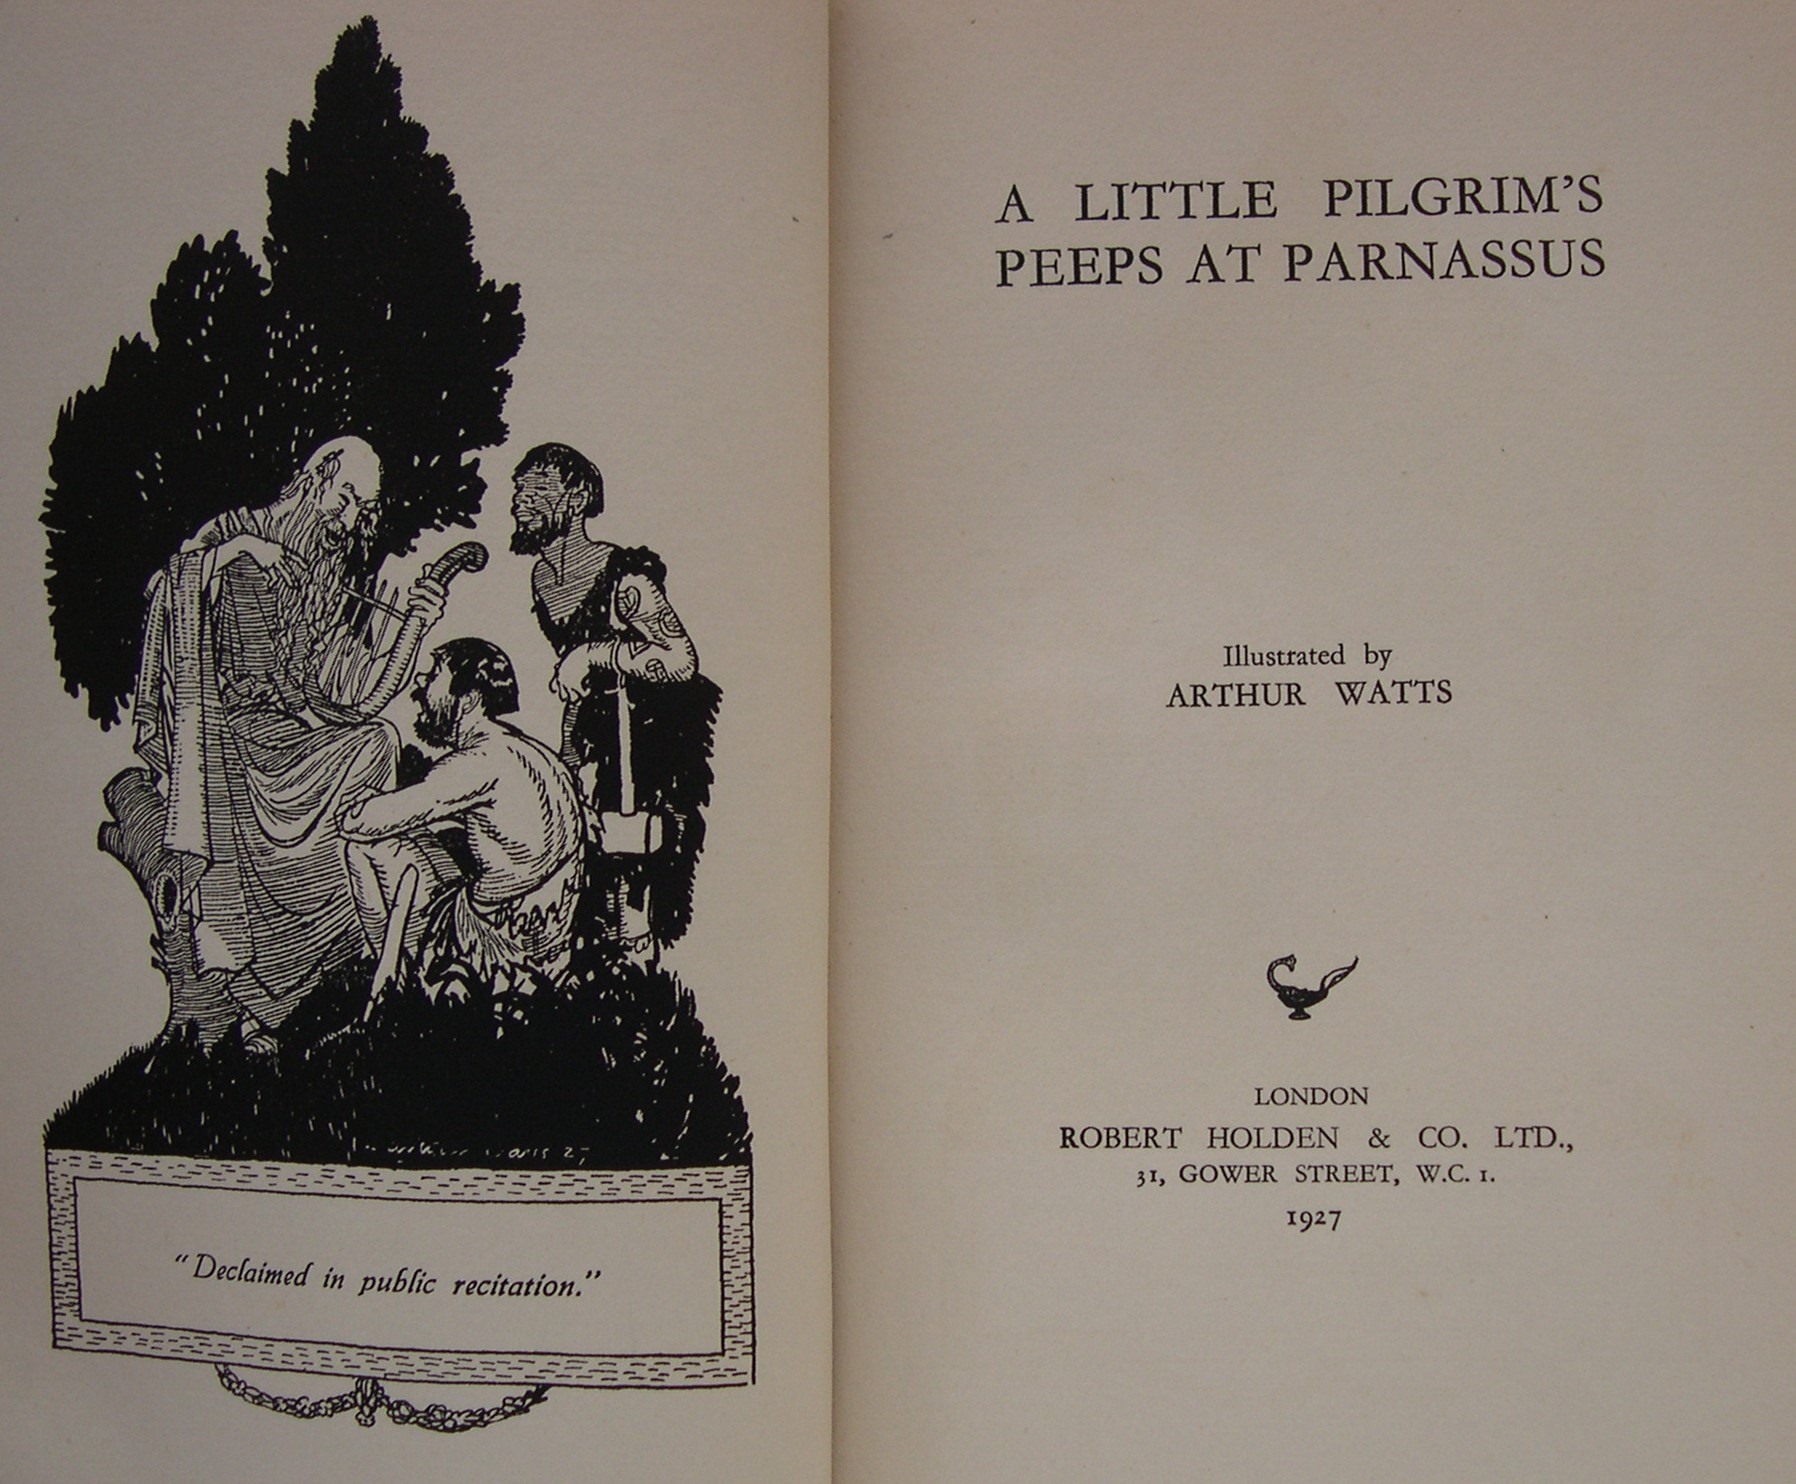 "Declaimed in public recitation."
A LITTLE PILGRIM'S
PEEPS AT PARNASSUS
Illustrated by
ARTHUR WATTS
LONDON
ROBERT HOLDEN & CO. LTD.,
31, GOWER STREET, W.C. 1.
1927